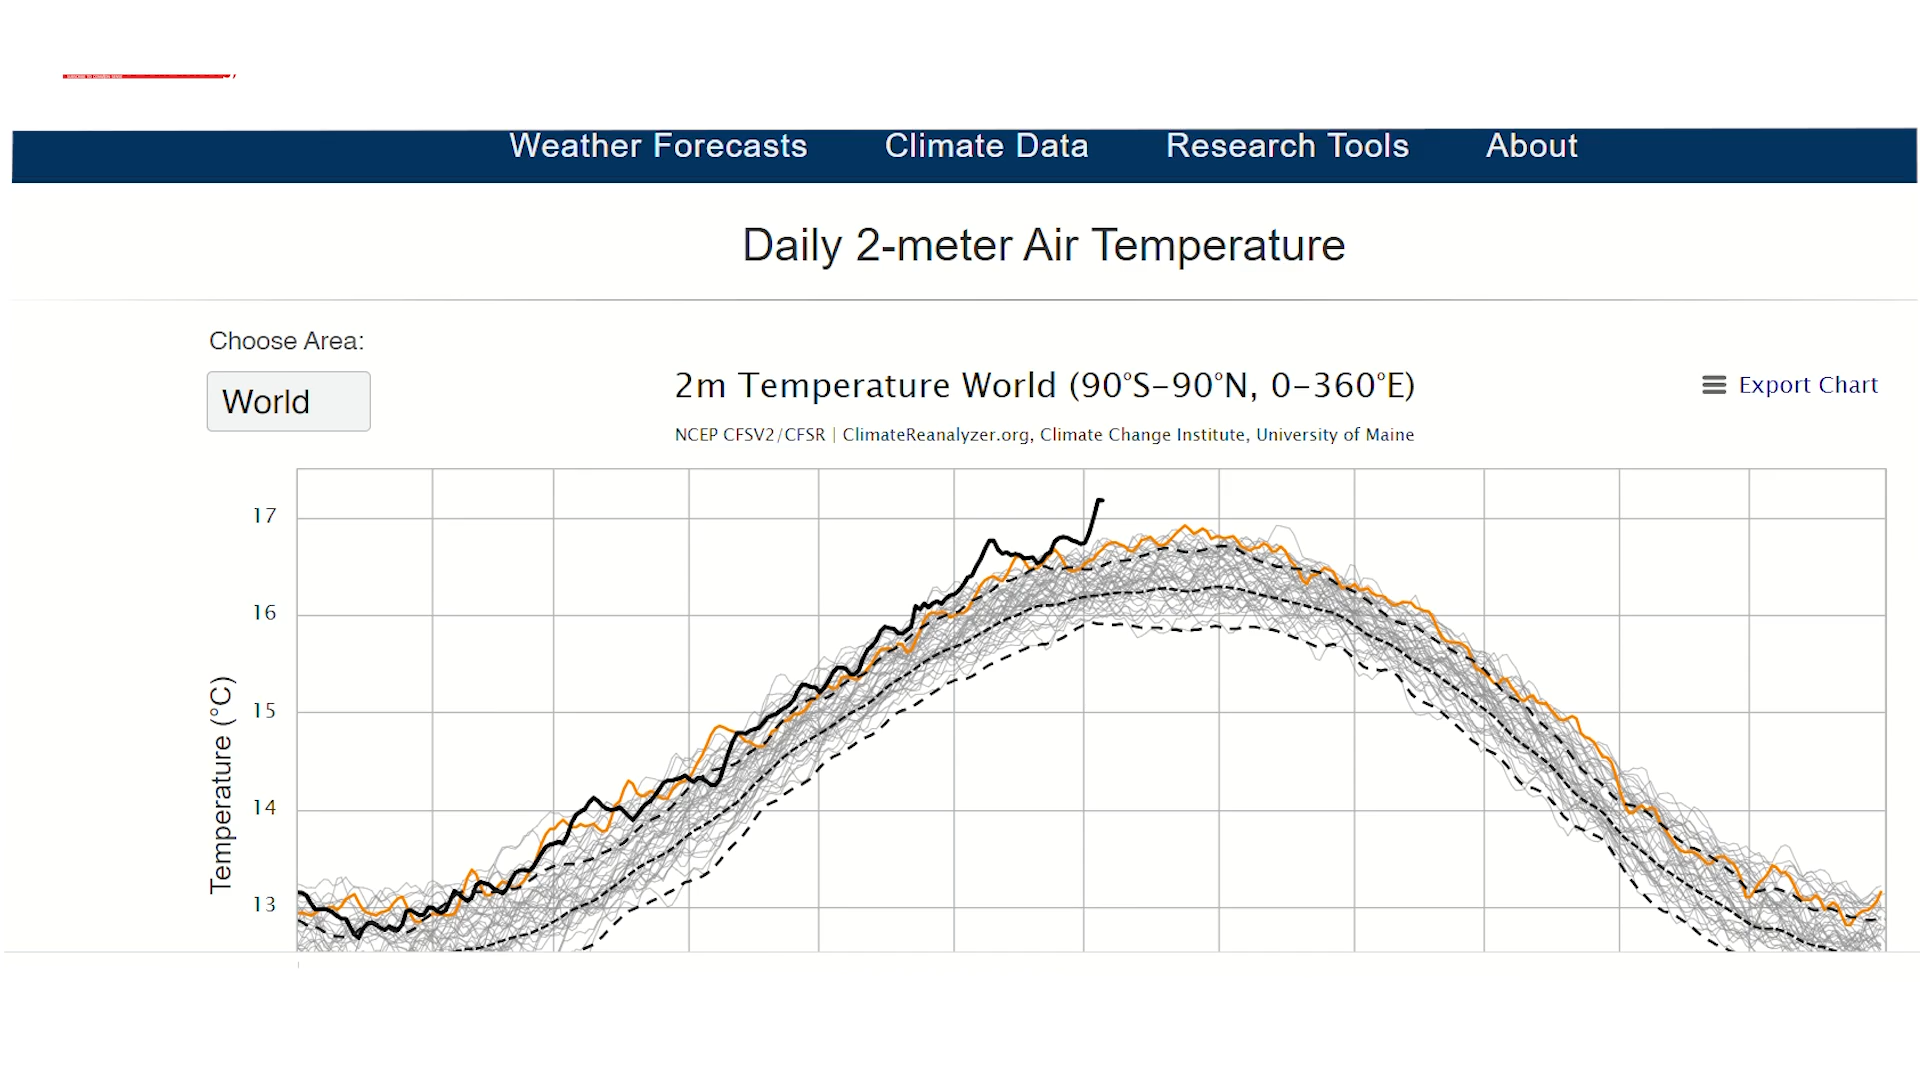 Weather Forecasts Climate Data Research Tools About
Daily 2-meter Air Temperature
Choose Area:
World
2m Temperature World (90°S–90°N, 0–360°E)
Export Chart
NCEP CFSV2/CFSR | ClimateReanalyzer.org, Climate Change Institute, University of Maine
Temperature (°C)
17
16
15
14
13